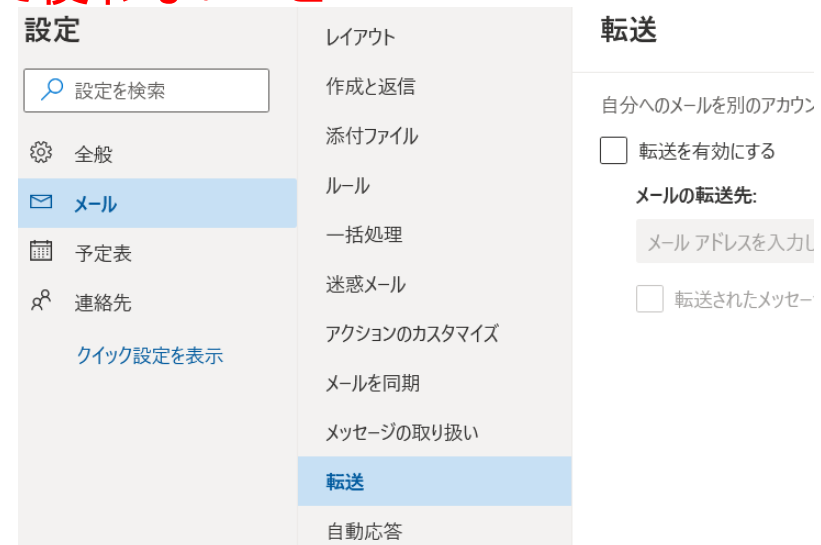 設定
設定を検索
全般
メール
予定表
連絡先
クイック設定を表示
レイアウト
作成と返信
添付ファイル
ルール
一括処理
迷惑メール
アクションのカスタマイズ
メールを同期
メッセージの取り扱い
転送
自動応答
転送
自分へのメールを別のアカウン
転送を有効にする
メールの転送先:
メール アドレスを入力し
転送されたメッセー